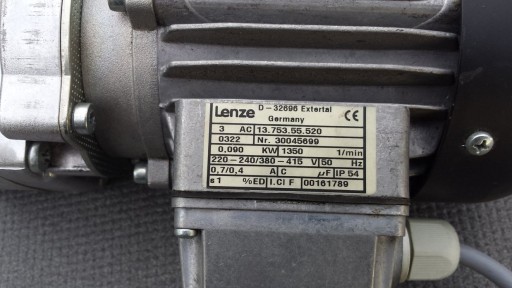 Lenze D-32696 Extertal
Germany CE
3 AC 13.753.55.520
0322 Nr. 30045699
0,090 KW 1350 1/min
220-240/380-415 V 50 Hz
0,7/0,4 A C µF IP 54
s1 %ED I.Cl F 00161789